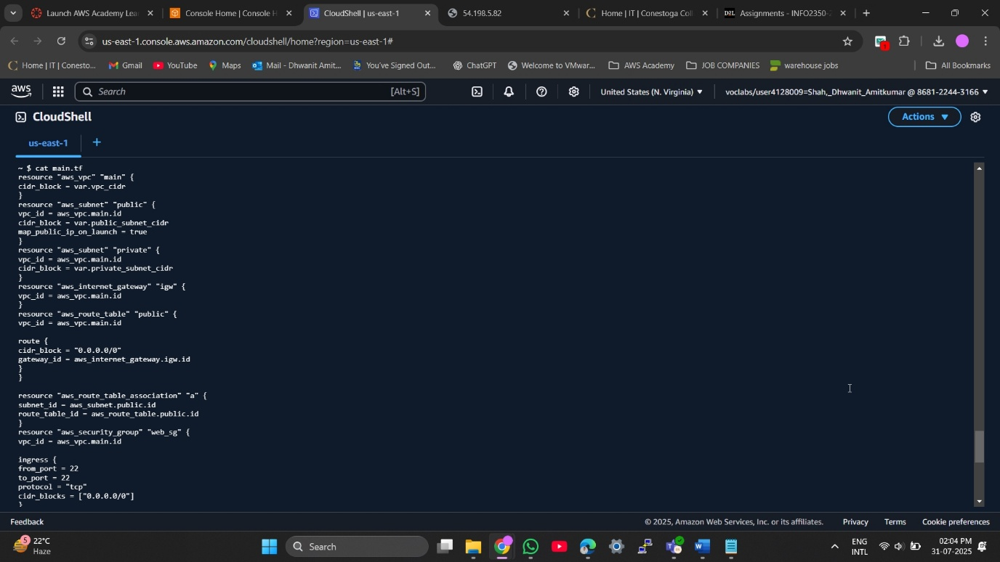 Launch AWS Academy Lea
Console Home | Console H
CloudShell | us-east-1
54.198.5.82
Home | IT | Conestoga Col
D2L
Assignments - INFO2350-2
us-east-1.console.aws.amazon.com/cloudshell/home?region=us-east-1#
Home | IT | Conesto...
Gmail
YouTube
Maps
Mail - Dhwanit Amit...
You've Signed Out...
ChatGPT
Welcome to VMwar...
AWS Academy
JOB COMPANIES
warehouse jobs
All Bookmarks
aws
Search
[Alt+S]
United States (N. Virginia)
voclabs/user4128009=Shah,_Dhwanit_Amitkumar @ 8681-2244-3166
CloudShell
Actions
us-east-1
~ $ cat main.tf
resource "aws_vpc" "main" {
cidr_block = var.vpc_cidr
}
resource "aws_subnet" "public" {
vpc_id = aws_vpc.main.id
cidr_block = var.public_subnet_cidr
map_public_ip_on_launch = true
}
resource "aws_subnet" "private" {
vpc_id = aws_vpc.main.id
cidr_block = var.private_subnet_cidr
}
resource "aws_internet_gateway" "igw" {
vpc_id = aws_vpc.main.id
}
resource "aws_route_table" "public" {
vpc_id = aws_vpc.main.id
route {
cidr_block = "0.0.0.0/0"
gateway_id = aws_internet_gateway.igw.id
}
}
resource "aws_route_table_association" "a" {
subnet_id = aws_subnet.public.id
route_table_id = aws_route_table.public.id
}
resource "aws_security_group" "web_sg" {
vpc_id = aws_vpc.main.id
ingress {
from_port = 22
to_port = 22
protocol = "tcp"
cidr_blocks = ["0.0.0.0/0"]
}
Feedback
© 2025, Amazon Web Services, Inc. or its affiliates.
Privacy
Terms
Cookie preferences
5
22°C
Haze
Search
ENG
INTL
02:04 PM
31-07-2025